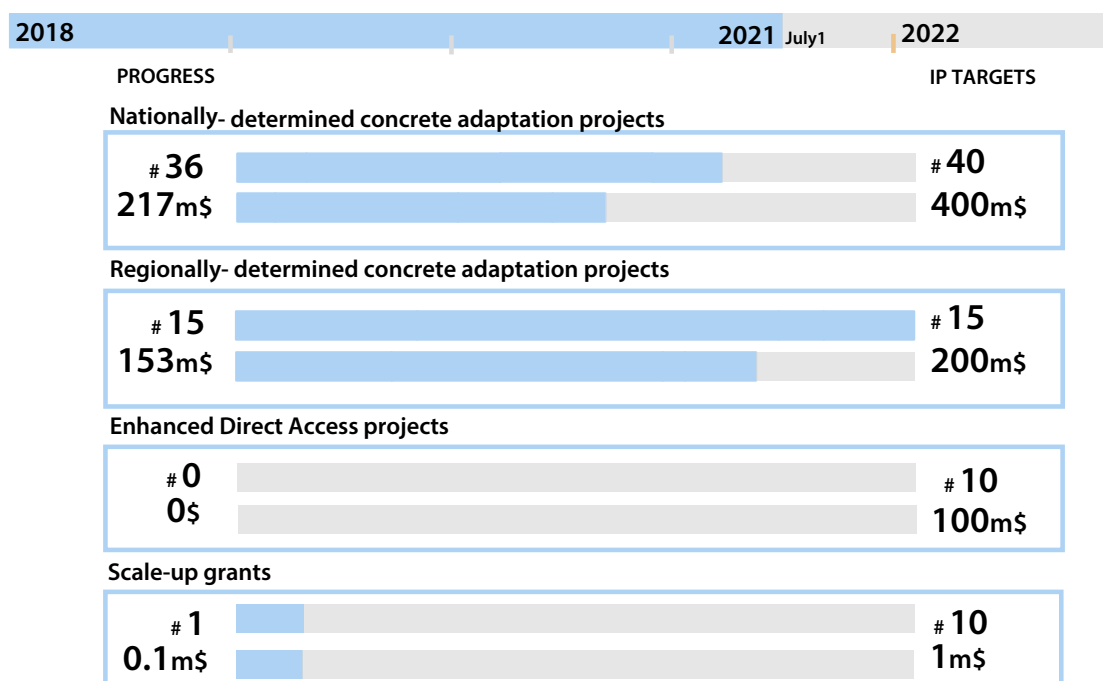 2018 2021 July1 2022
PROGRESS IP TARGETS
Nationally- determined concrete adaptation projects
# 36 # 40
217m$ 400m$
Regionally- determined concrete adaptation projects
# 15 # 15
153m$ 200m$
Enhanced Direct Access projects
# 0 # 10
0$ 100m$
Scale-up grants
# 1 # 10
0.1m$ 1m$